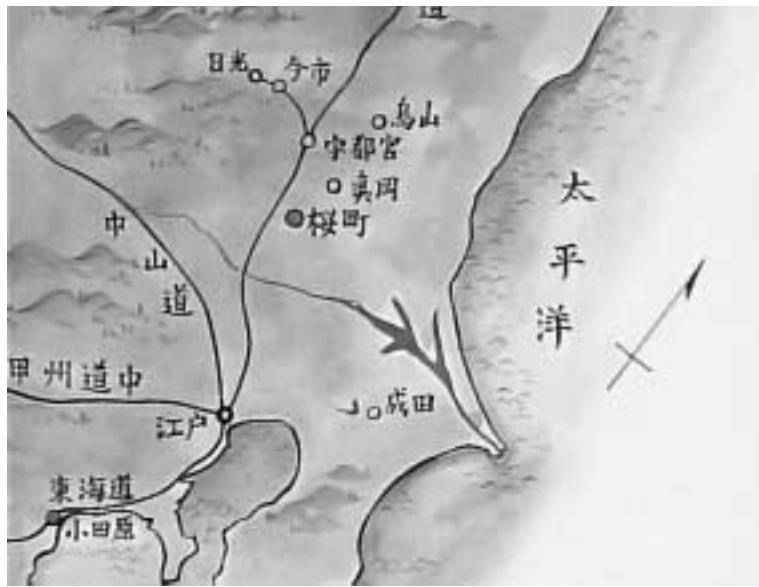 道
日光
今市
烏山
宇都宮
真岡
桜町
太平洋
中山道
甲州道中
江戸
成田
東海道
小田原